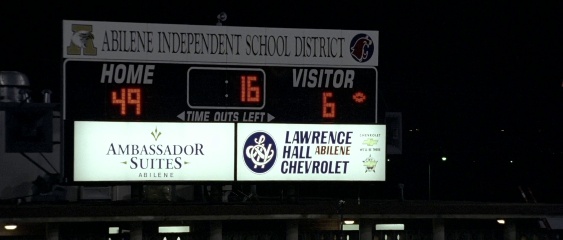 A
ABILENE INDEPENDENT SCHOOL DISTRICT
HOME
: 16
VISITOR
49
6
TIME OUTS LEFT
AMBASSADOR
SUITES
ABILENE
LAWRENCE
HALL ABILENE
CHEVROLET
CHEVROLET